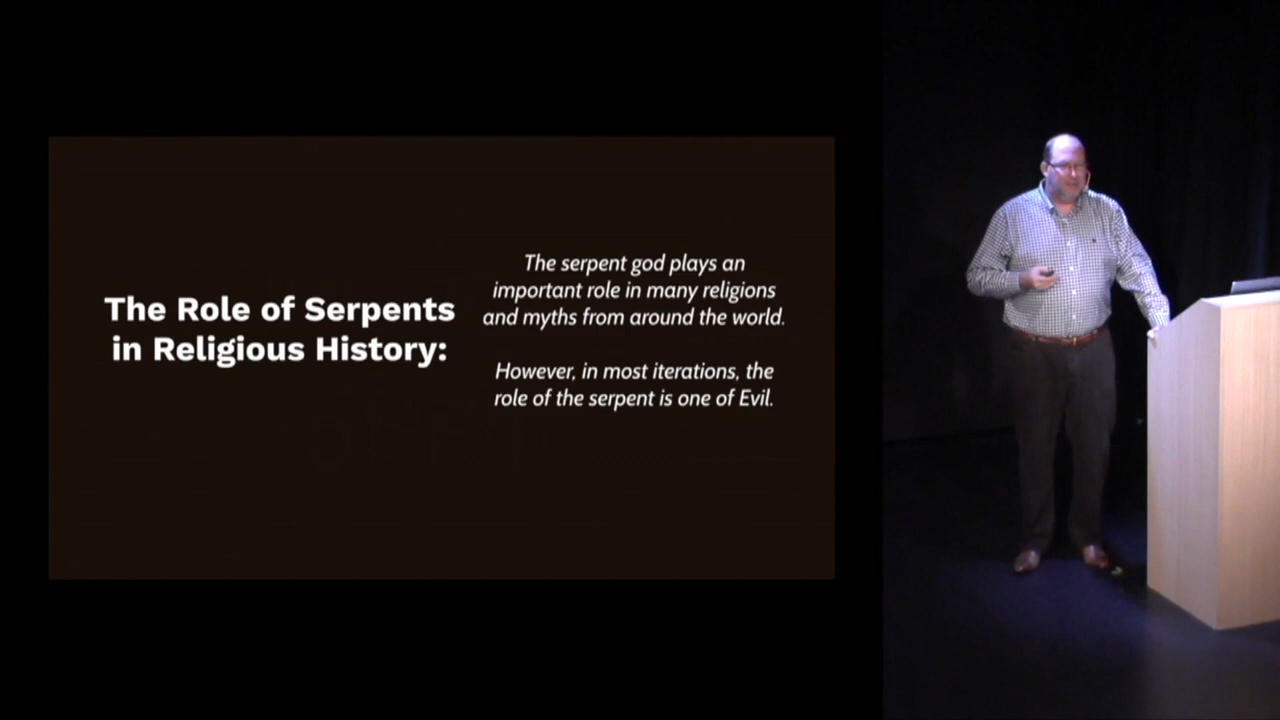 The Role of Serpents
in Religious History:
The serpent god plays an
important role in many religions
and myths from around the world.
However, in most iterations, the
role of the serpent is one of Evil.